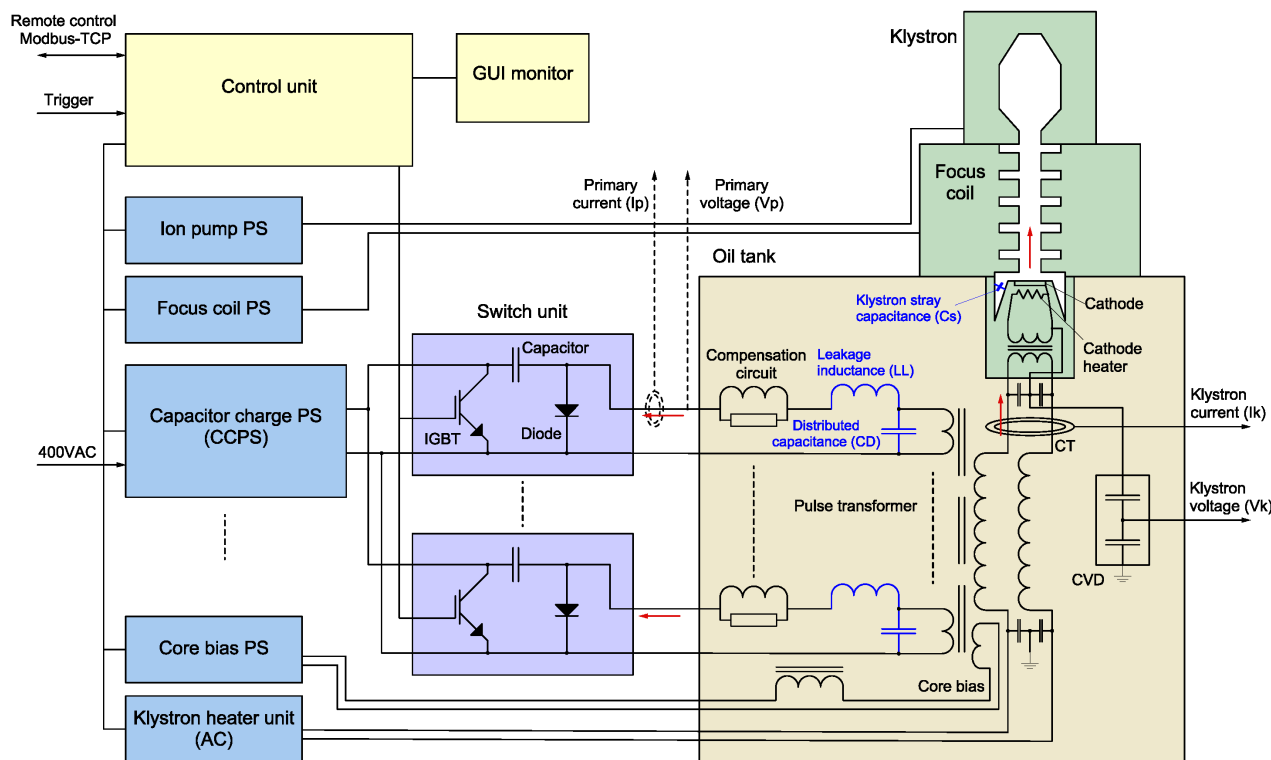 Remote control
Modbus-TCP
Trigger
Control unit
GUI monitor
Klystron
Focus
coil
Primary
current (Ip)
Primary
voltage (Vp)
Ion pump PS
Focus coil PS
Oil tank
Klystron stray
capacitance (Cs)
Cathode
Cathode
heater
Switch unit
Capacitor
IGBT
Diode
Compensation
circuit
Leakage
inductance (LL)
Distributed
capacitance (CD)
Capacitor charge PS
(CCPS)
400VAC
Klystron
current (Ik)
CT
Pulse transformer
Klystron
voltage (Vk)
CVD
Core bias PS
Core bias
Klystron heater unit
(AC)